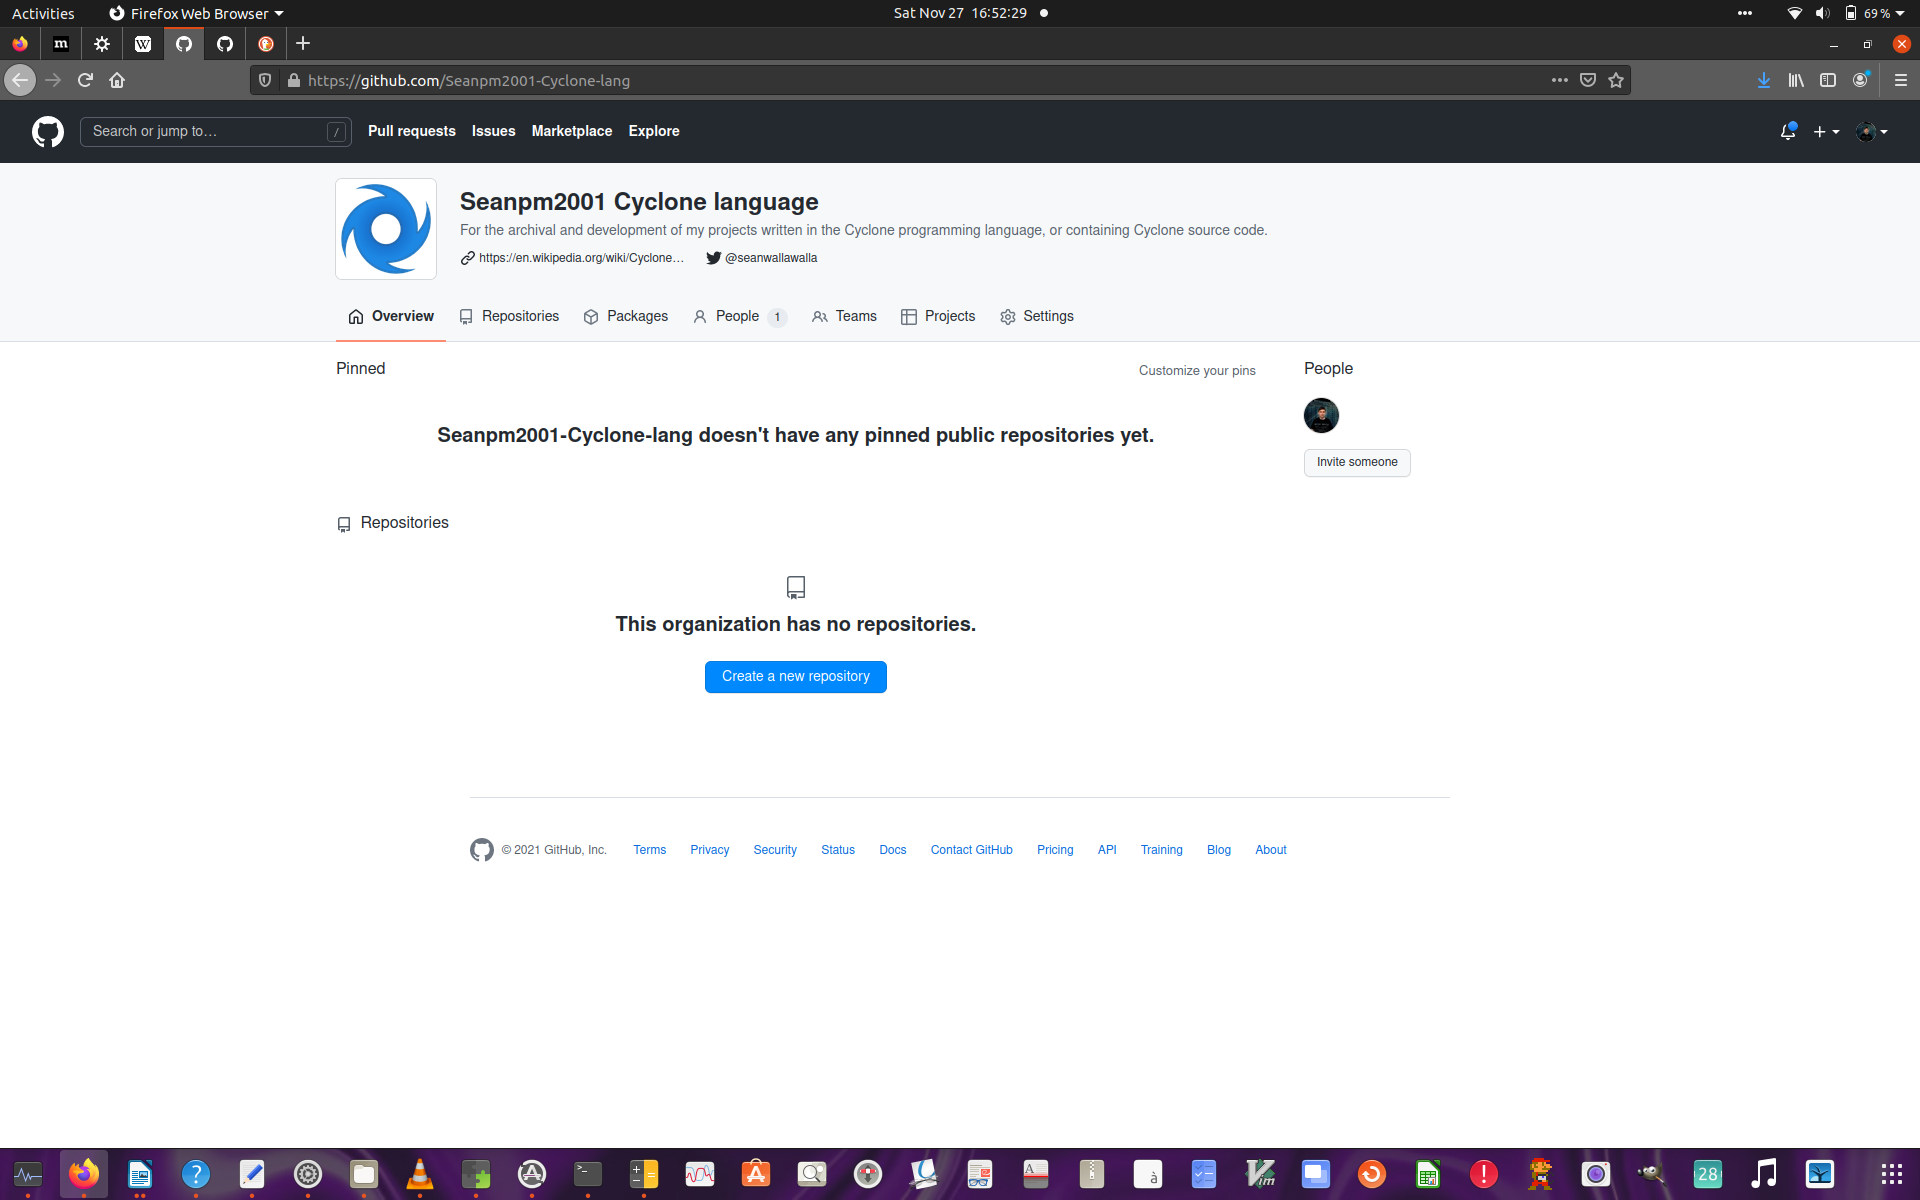 Activities Firefox Web Browser Sat Nov 27 16:52:29 69 %
m W
https://github.com/Seanpm2001-Cyclone-lang
Search or jump to… / Pull requests Issues Marketplace Explore
Seanpm2001 Cyclone language
For the archival and development of my projects written in the Cyclone programming language, or containing Cyclone source code.
https://en.wikipedia.org/wiki/Cyclone… @seanwallawalla
Overview Repositories Packages People 1 Teams Projects Settings
Pinned Customize your pins People
Seanpm2001-Cyclone-lang doesn't have any pinned public repositories yet.
Invite someone
Repositories
This organization has no repositories.
Create a new repository
© 2021 GitHub, Inc. Terms Privacy Security Status Docs Contact GitHub Pricing API Training Blog About
? >_ A à Vim ! 28